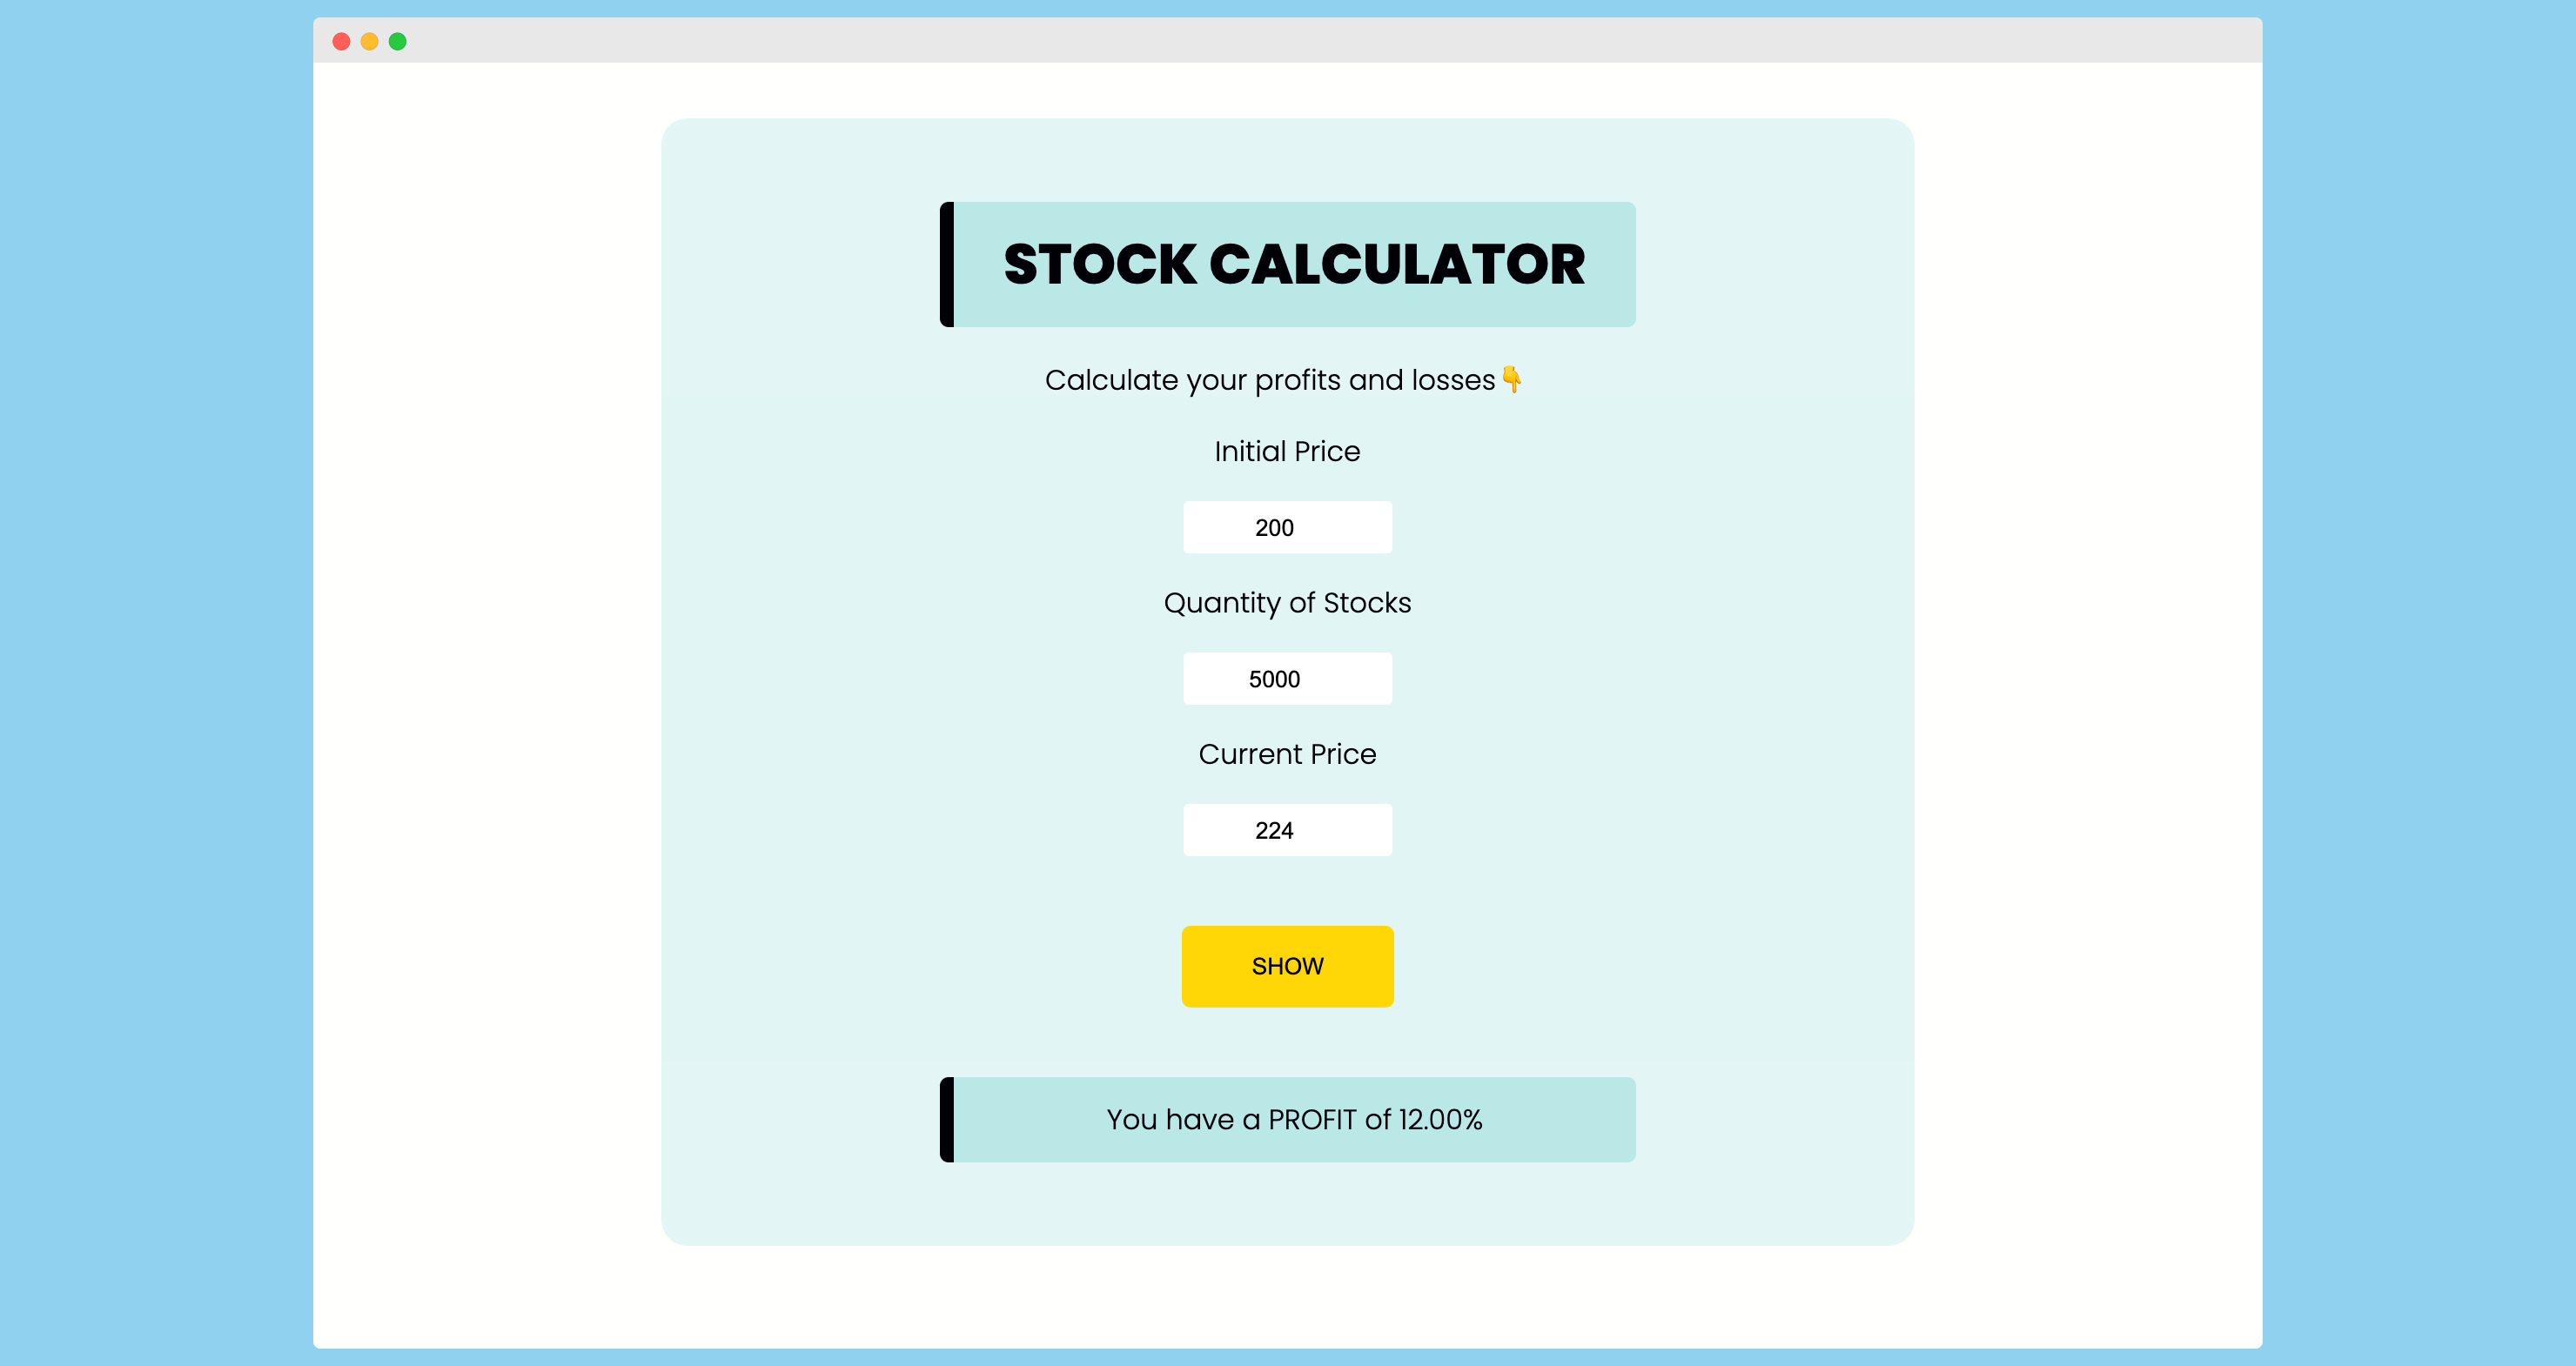 STOCK CALCULATOR
Calculate your profits and losses👇
Initial Price
200
Quantity of Stocks
5000
Current Price
224
SHOW
You have a PROFIT of 12.00%